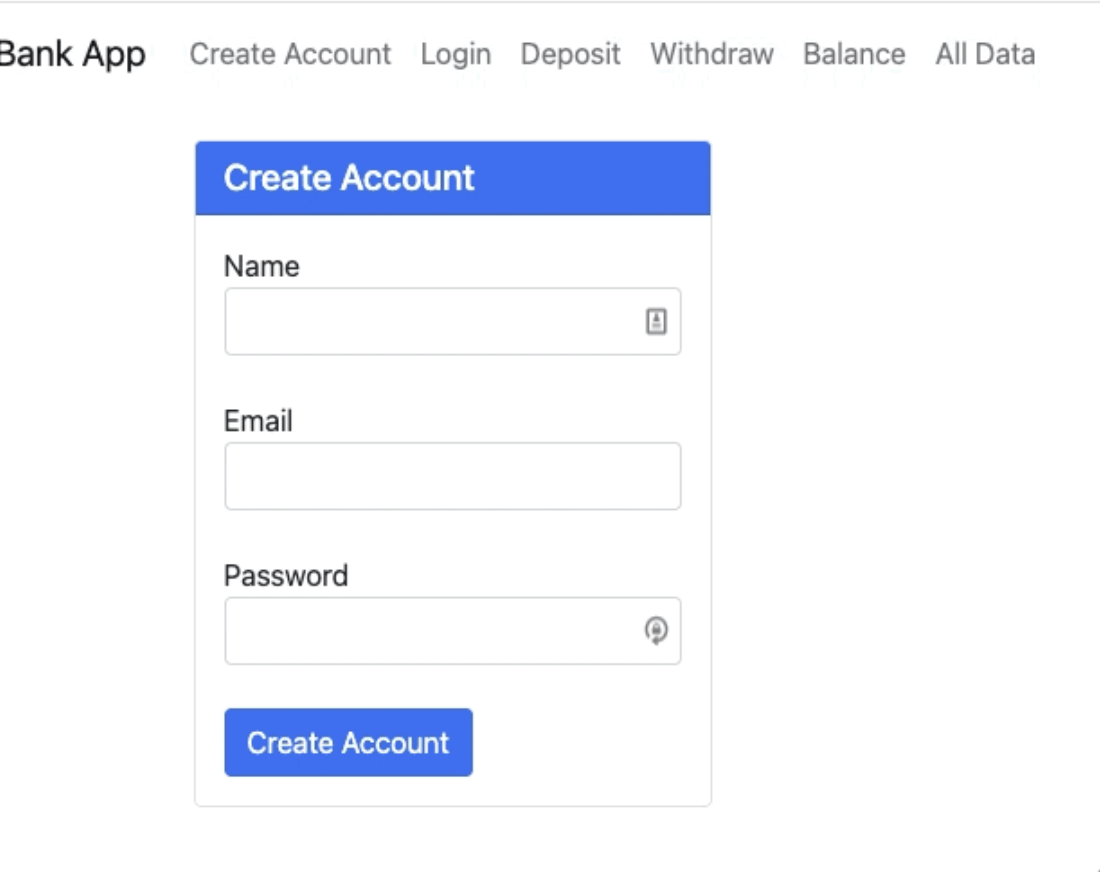 Bank App Create Account Login Deposit Withdraw Balance All Data
Create Account
Name
Email
Password
Create Account